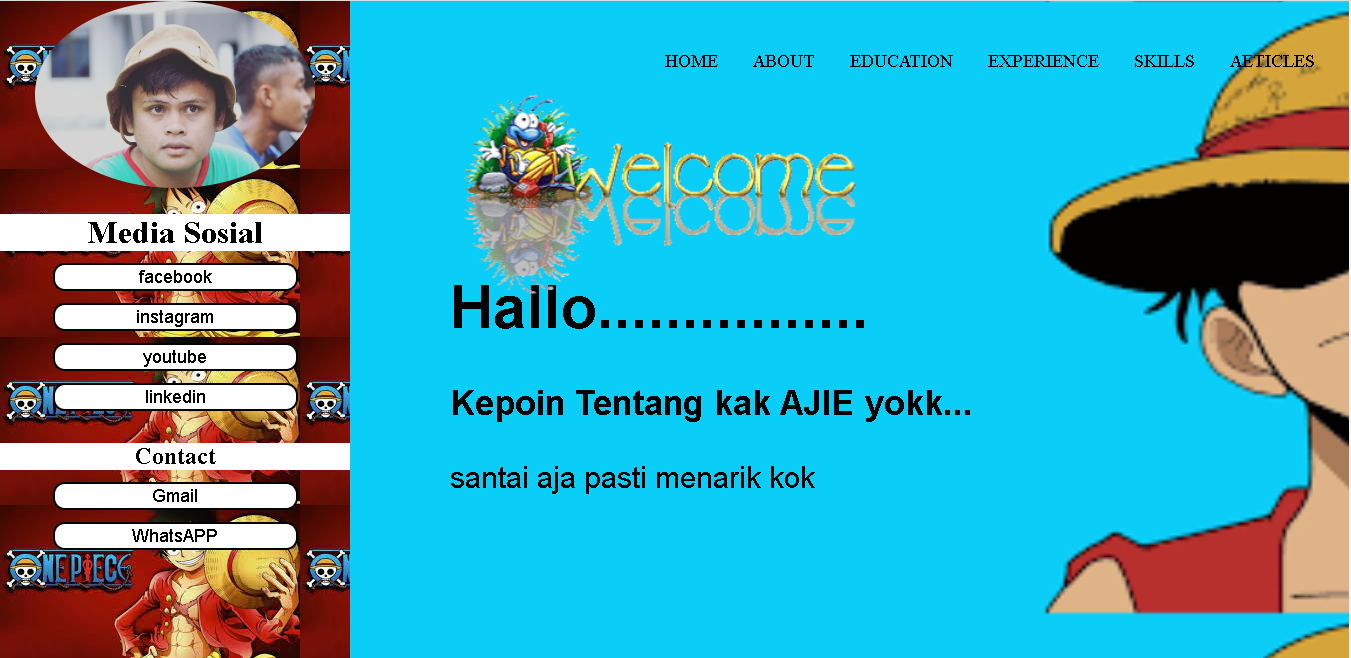 Media Sosial
facebook
instagram
youtube
linkedin
Contact
Gmail
WhatsAPP
ONE PIECE
HOME ABOUT EDUCATION EXPERIENCE SKILLS AETICLES
Welcome
Hallo................
Kepoin Tentang kak AJIE yokk...
santai aja pasti menarik kok